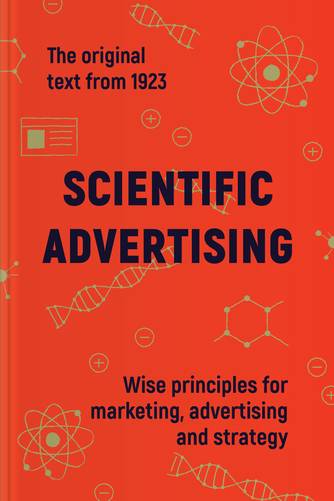 The original
text from 1923
SCIENTIFIC
ADVERTISING
Wise principles for
marketing, advertising
and strategy